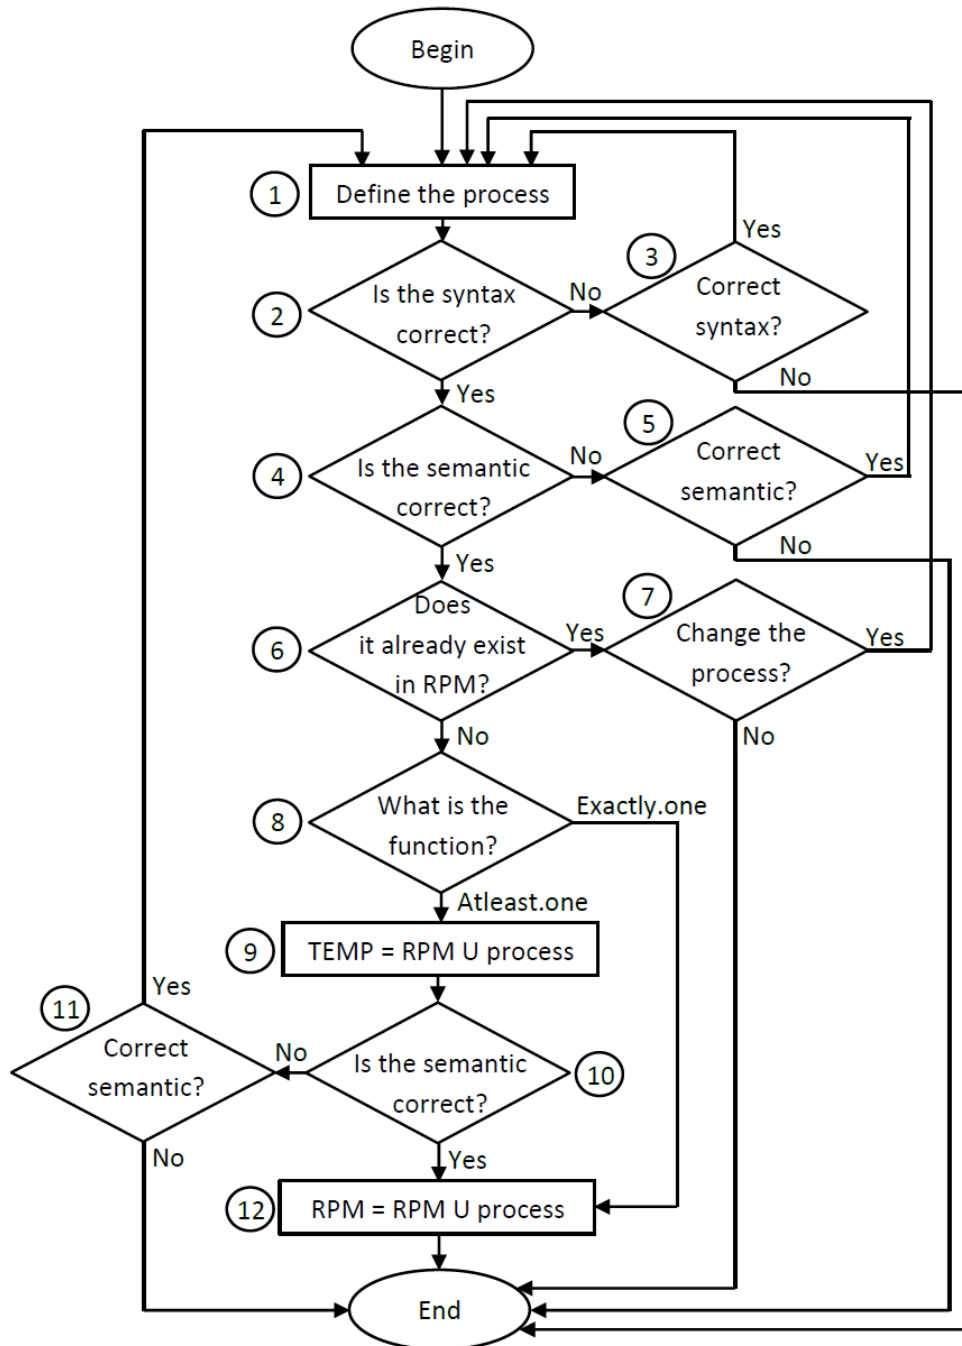 Begin
1
Define the process
Yes
3
2
Is the syntax
correct?
No
Correct
syntax?
No
Yes
5
4
Is the semantic
correct?
No
Correct
semantic?
Yes
No
Yes
7
6
Does
it already exist
in RPM?
Yes
Change the
process?
Yes
No
No
8
What is the
function?
Exactly.one
Atleast.one
9
TEMP = RPM U process
Yes
11
Correct
semantic?
No
Is the semantic
correct?
10
No
Yes
12
RPM = RPM U process
End